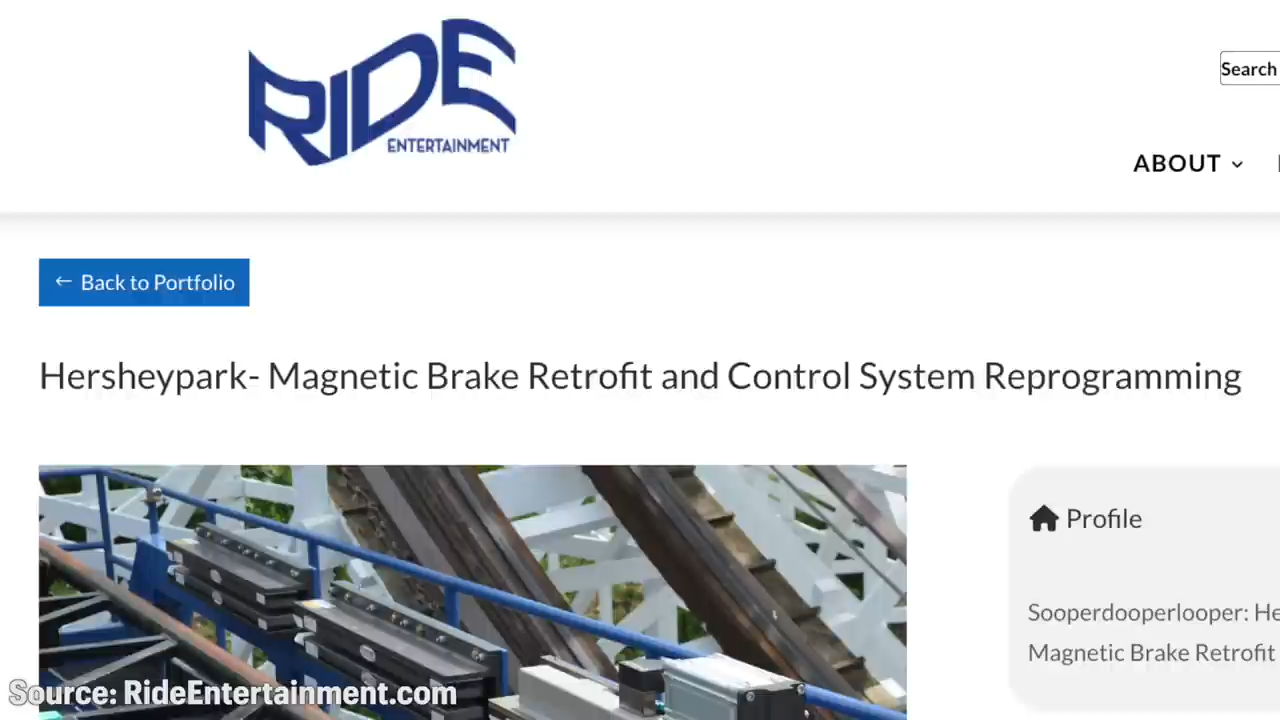 RIDE
ENTERTAINMENT
Search
ABOUT
← Back to Portfolio
Hersheypark- Magnetic Brake Retrofit and Control System Reprogramming
Profile
Sooperdooperlooper: He
Magnetic Brake Retrofit
Source: RideEntertainment.com